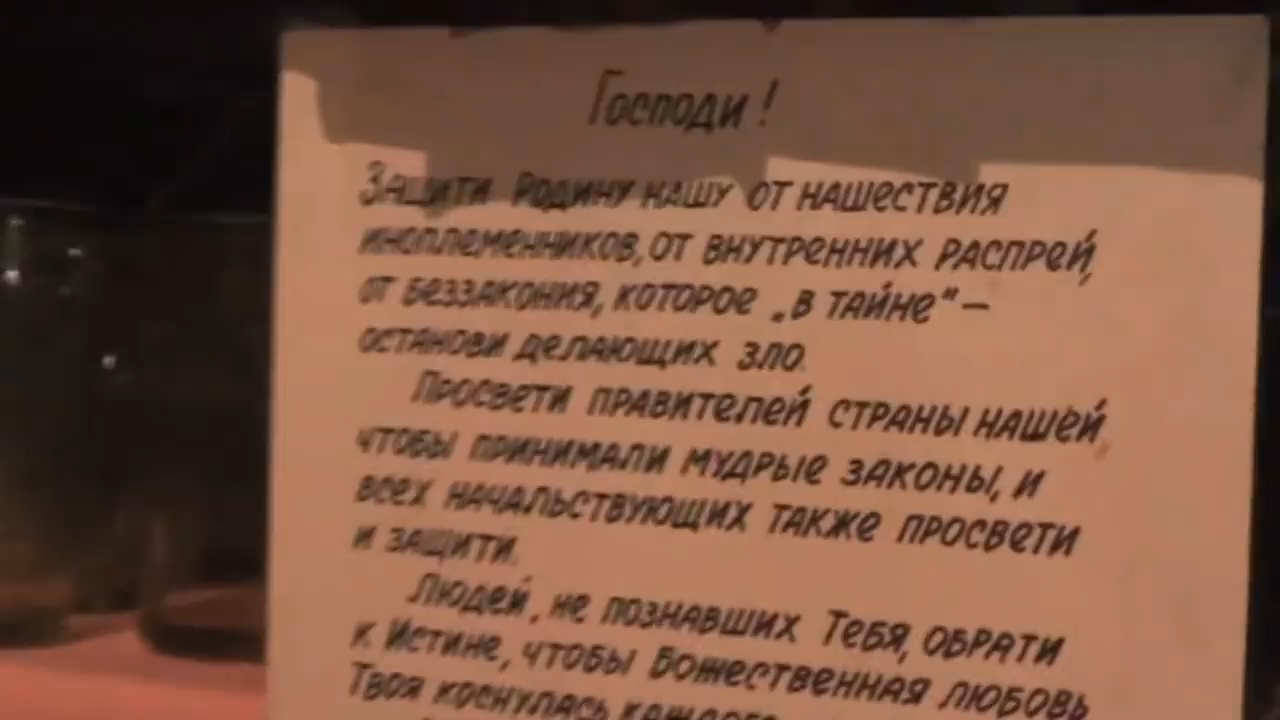 Господи!
Защити Родину нашу от нашествия
иноплеменников, от внутренних распрей,
от беззакония, которое „в тайне“ –
останови делающих зло.
Просвети правителей страны нашей,
чтобы принимали мудрые законы, и
всех начальствующих также просвети
и защити.
Людей, не познавших Тебя, обрати
к Истине, чтобы Божественная любовь
Твоя коснулась каждого